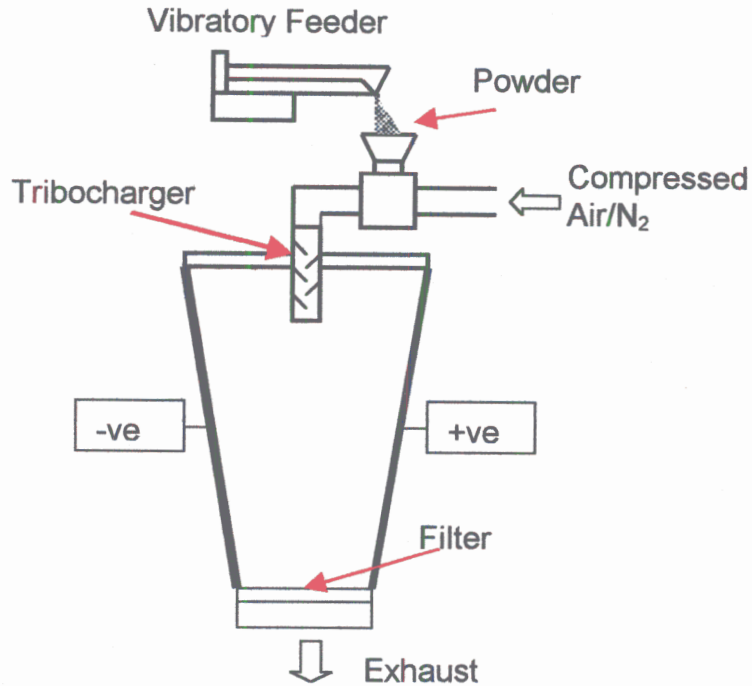 Vibratory Feeder
Powder
Tribocharger
Compressed
Air/N₂
-ve
+ve
Filter
Exhaust